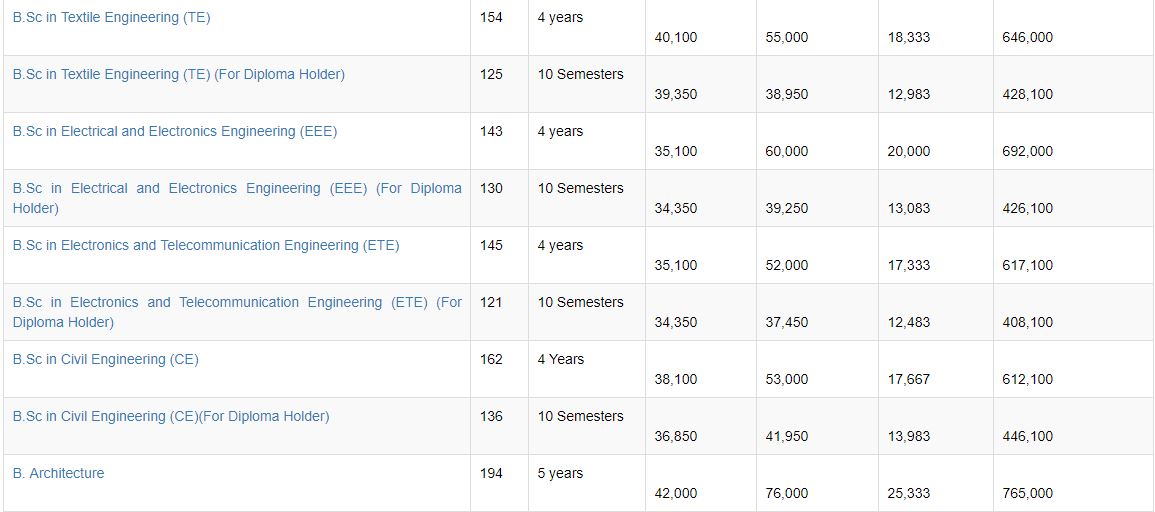 B.Sc in Textile Engineering (TE) 154 4 years
40,100 55,000 18,333 646,000
B.Sc in Textile Engineering (TE) (For Diploma Holder) 125 10 Semesters
39,350 38,950 12,983 428,100
B.Sc in Electrical and Electronics Engineering (EEE) 143 4 years
35,100 60,000 20,000 692,000
B.Sc in Electrical and Electronics Engineering (EEE) (For Diploma 130 10 Semesters
Holder) 34,350 39,250 13,083 426,100
B.Sc in Electronics and Telecommunication Engineering (ETE) 145 4 years
35,100 52,000 17,333 617,100
B.Sc in Electronics and Telecommunication Engineering (ETE) (For 121 10 Semesters
Diploma Holder) 34,350 37,450 12,483 408,100
B.Sc in Civil Engineering (CE) 162 4 Years
38,100 53,000 17,667 612,100
B.Sc in Civil Engineering (CE)(For Diploma Holder) 136 10 Semesters
36,850 41,950 13,983 446,100
B. Architecture 194 5 years
42,000 76,000 25,333 765,000